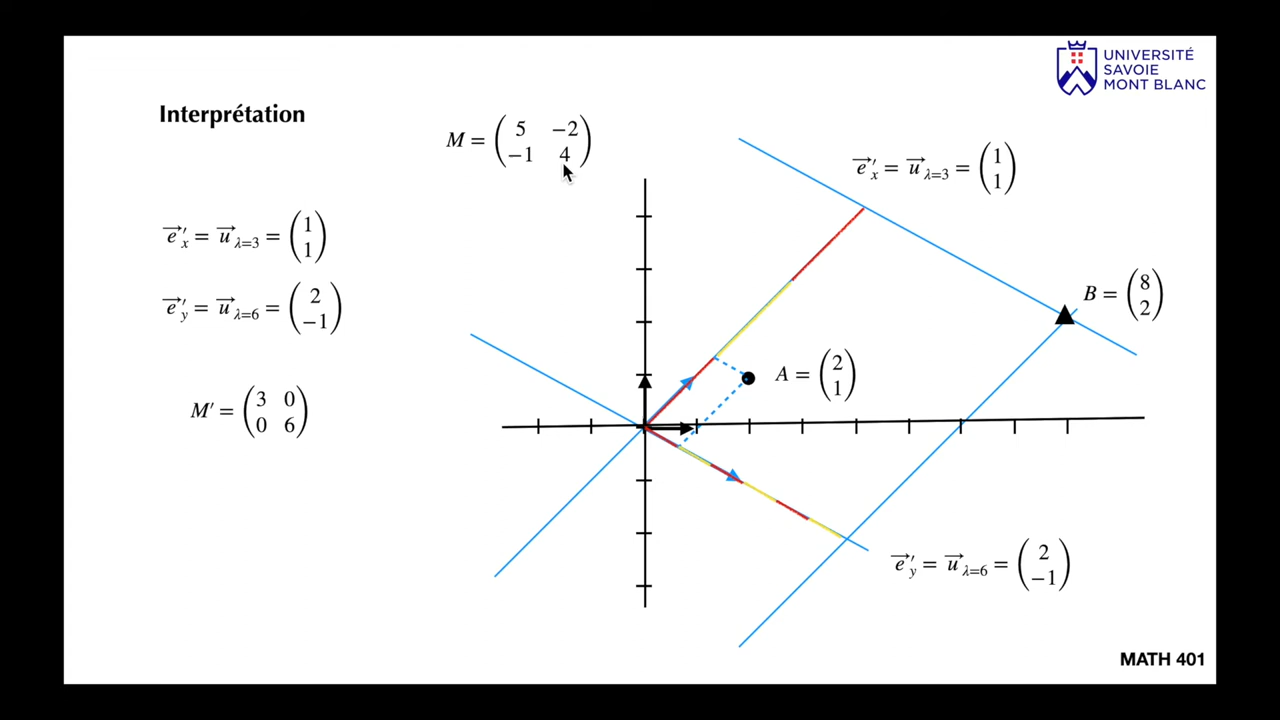 UNIVERSITÉ
SAVOIE
MONT BLANC
Interprétation
M = (5 −2
−1 4)
e⃗′x = u⃗λ=3 = (1
1)
e⃗′x = u⃗λ=3 = (1
1)
e⃗′y = u⃗λ=6 = (2
−1)
B = (8
2)
A = (2
1)
M′ = (3 0
0 6)
e⃗′y = u⃗λ=6 = (2
−1)
MATH 401